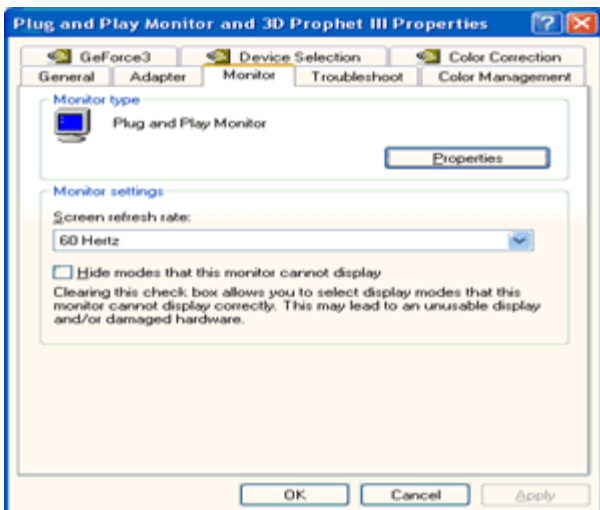 Plug and Play Monitor and 3D Prophet III Properties
GeForce3 Device Selection Color Correction
General Adapter Monitor Troubleshoot Color Management
Monitor type
Plug and Play Monitor
Properties
Monitor settings
Screen refresh rate:
60 Hertz
Hide modes that this monitor cannot display
Clearing this check box allows you to select display modes that this
monitor cannot display correctly. This may lead to an unusable display
and/or damaged hardware.
OK Cancel Apply